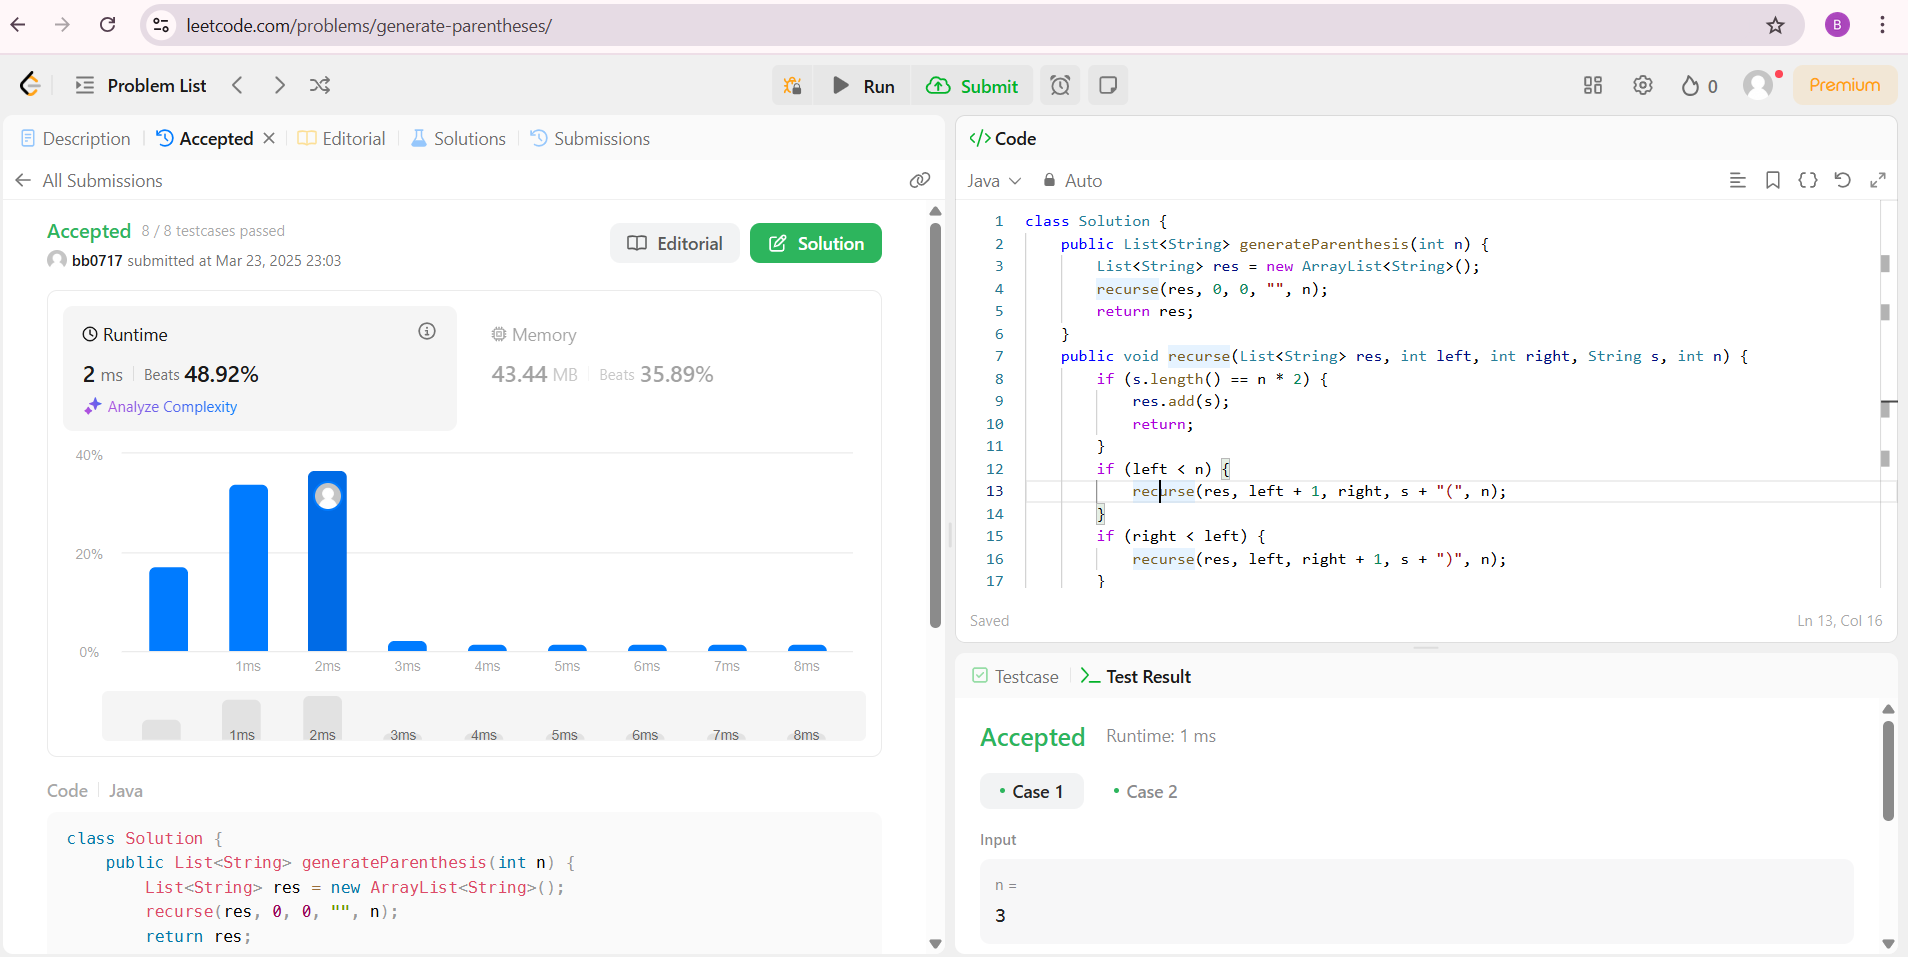 leetcode.com/problems/generate-parentheses/
B
Problem List
Run
Submit
0
Premium
Description
Accepted
Editorial
Solutions
Submissions
All Submissions
Accepted 8 / 8 testcases passed
bb0717 submitted at Mar 23, 2025 23:03
Editorial
Solution
Runtime
2 ms Beats 48.92%
Analyze Complexity
Memory
43.44 MB Beats 35.89%
40%
20%
0%
1ms 2ms 3ms 4ms 5ms 6ms 7ms 8ms
1ms 2ms 3ms 4ms 5ms 6ms 7ms 8ms
Code Java
class Solution {
public List<String> generateParenthesis(int n) {
List<String> res = new ArrayList<String>();
recurse(res, 0, 0, "", n);
return res;
</> Code
Java Auto
1 class Solution {
2 public List<String> generateParenthesis(int n) {
3 List<String> res = new ArrayList<String>();
4 recurse(res, 0, 0, "", n);
5 return res;
6 }
7 public void recurse(List<String> res, int left, int right, String s, int n) {
8 if (s.length() == n * 2) {
9 res.add(s);
10 return;
11 }
12 if (left < n) {
13 recurse(res, left + 1, right, s + "(", n);
14 }
15 if (right < left) {
16 recurse(res, left, right + 1, s + ")", n);
17 }
Saved
Ln 13, Col 16
Testcase
Test Result
Accepted Runtime: 1 ms
Case 1
Case 2
Input
n =
3